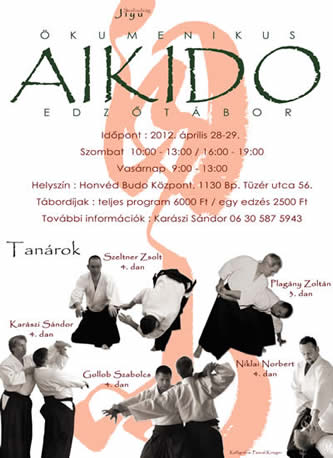 Szabadság
Jiyu
ÖKUMENIKUS
AIKIDO
EDZŐTÁBOR
Időpont : 2012. április 28-29.
Szombat 10:00 - 13:00 / 16:00 - 19:00
Vasárnap 9:00 - 13:00
Helyszín : Honvéd Budo Központ. 1130 Bp. Tüzér utca 56.
Tábordíjak : teljes program 6000 Ft / egy edzés 2500 Ft
További információk : Karászi Sándor 06 30 587 5943
Tanárok
Szeltner Zsolt
4. dan
Plagány Zoltán
3. dan
Karászi Sándor
4. dan
Gollob Szabolcs
4. dan
Niklai Norbert
4. dan
Pascal Krieger